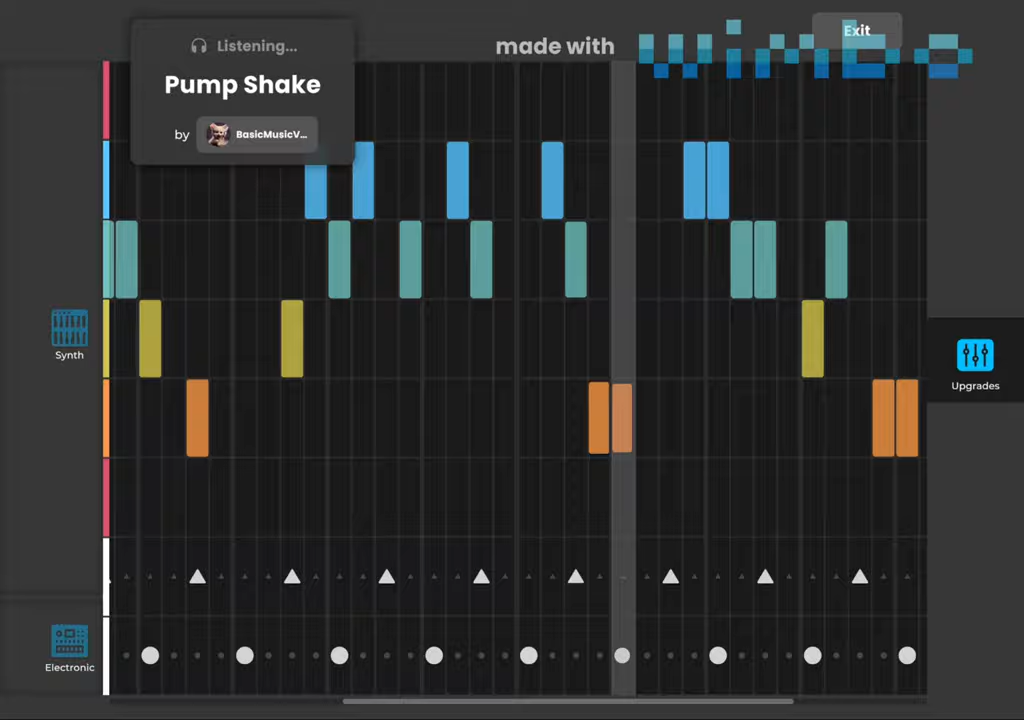 Listening...
Pump Shake
by BasicMusicV...
made with
Exit
Synth
Upgrades
Electronic